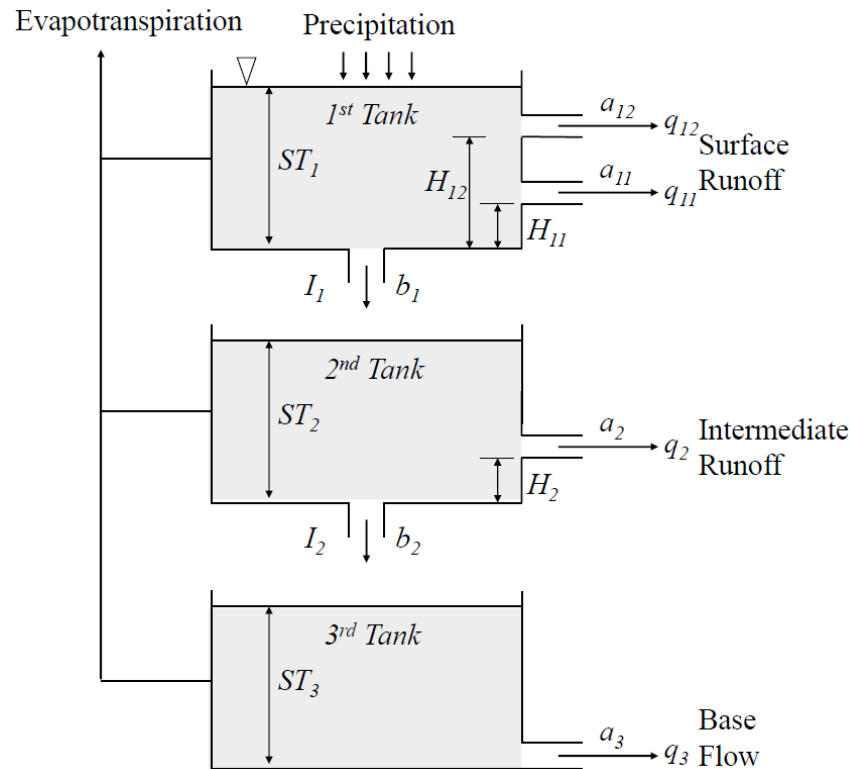 Evapotranspiration
Precipitation
1st Tank
ST1
H12
H11
a12
q12
Surface
Runoff
a11
q11
I1
b1
2nd Tank
ST2
H2
a2
q2
Intermediate
Runoff
I2
b2
3rd Tank
ST3
a3
q3
Base
Flow